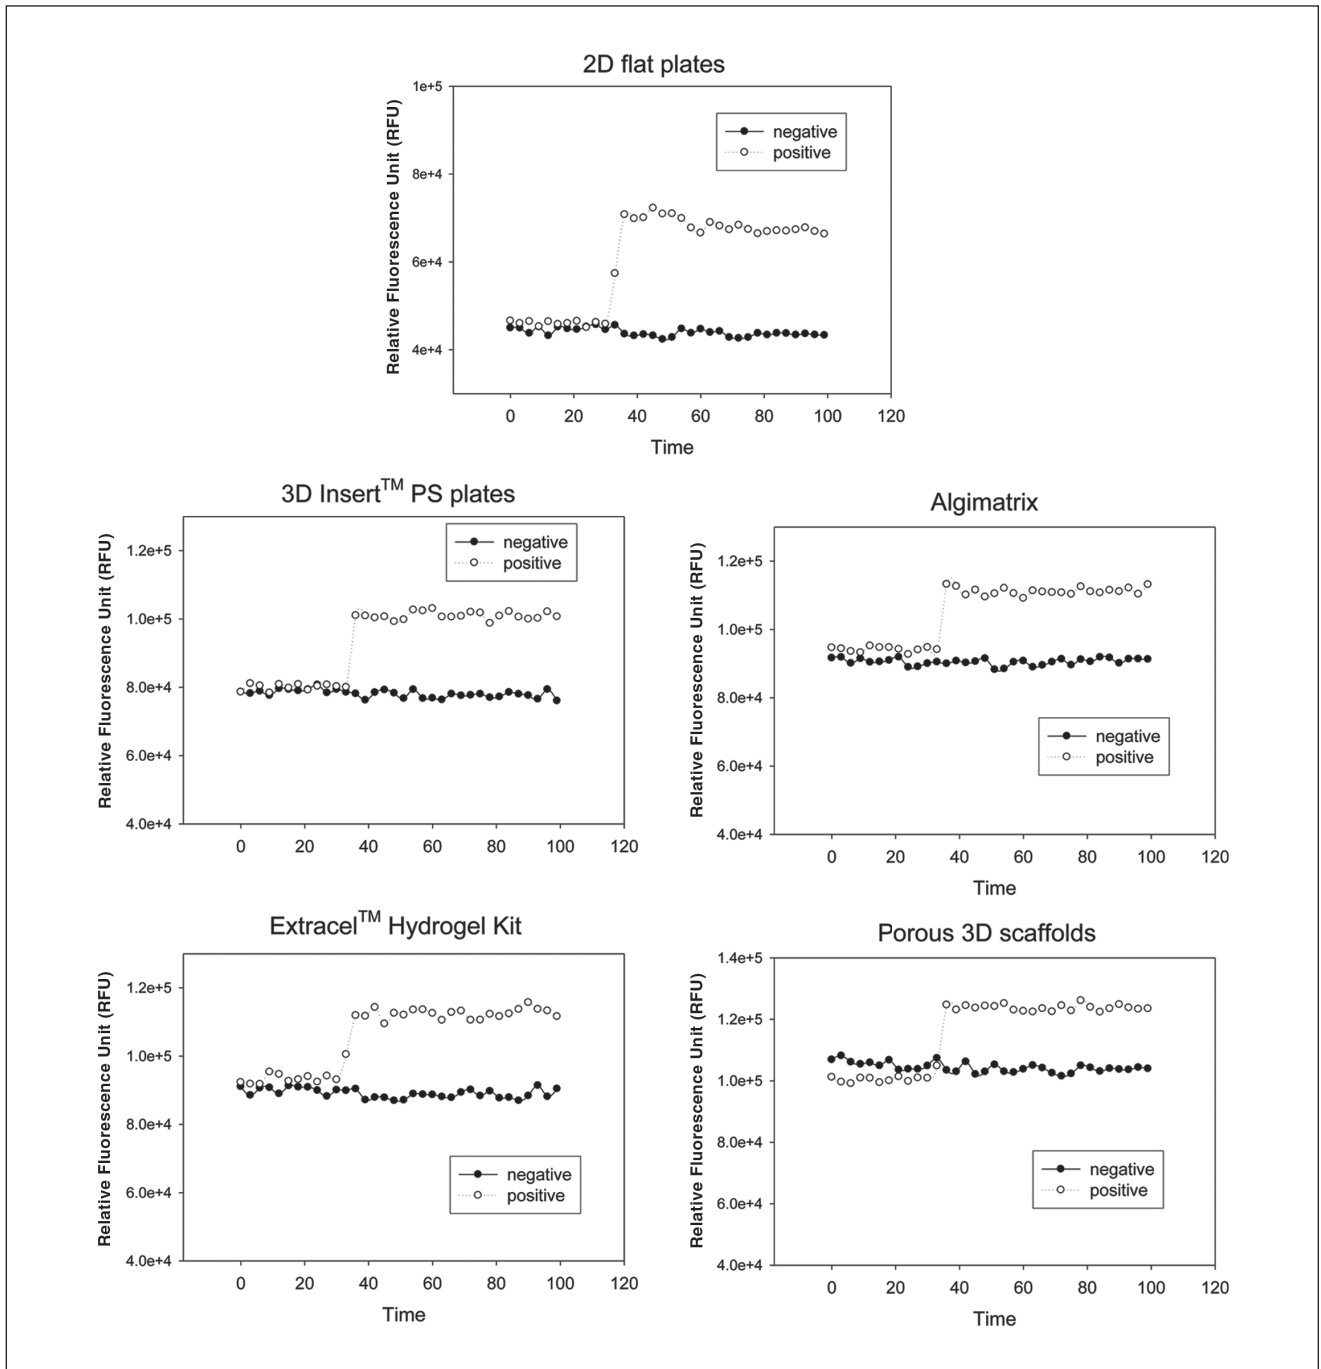 2D flat plates
Relative Fluorescence Unit (RFU)
1e+5
8e+4
6e+4
4e+4
negative
positive
0 20 40 60 80 100 120
Time
3D Insert™ PS plates
Relative Fluorescence Unit (RFU)
1.2e+5
1.0e+5
8.0e+4
6.0e+4
4.0e+4
negative
positive
0 20 40 60 80 100 120
Algimatrix
Relative Fluorescence Unit (RFU)
1.2e+5
1.0e+5
8.0e+4
6.0e+4
4.0e+4
negative
positive
0 20 40 60 80 100 120
Time
Extracel™ Hydrogel Kit
Relative Fluorescence Unit (RFU)
1.2e+5
1.0e+5
8.0e+4
6.0e+4
4.0e+4
negative
positive
0 20 40 60 80 100 120
Time
Porous 3D scaffolds
Relative Fluorescence Unit (RFU)
1.4e+5
1.2e+5
1.0e+5
8.0e+4
6.0e+4
4.0e+4
negative
positive
0 20 40 60 80 100 120
Time